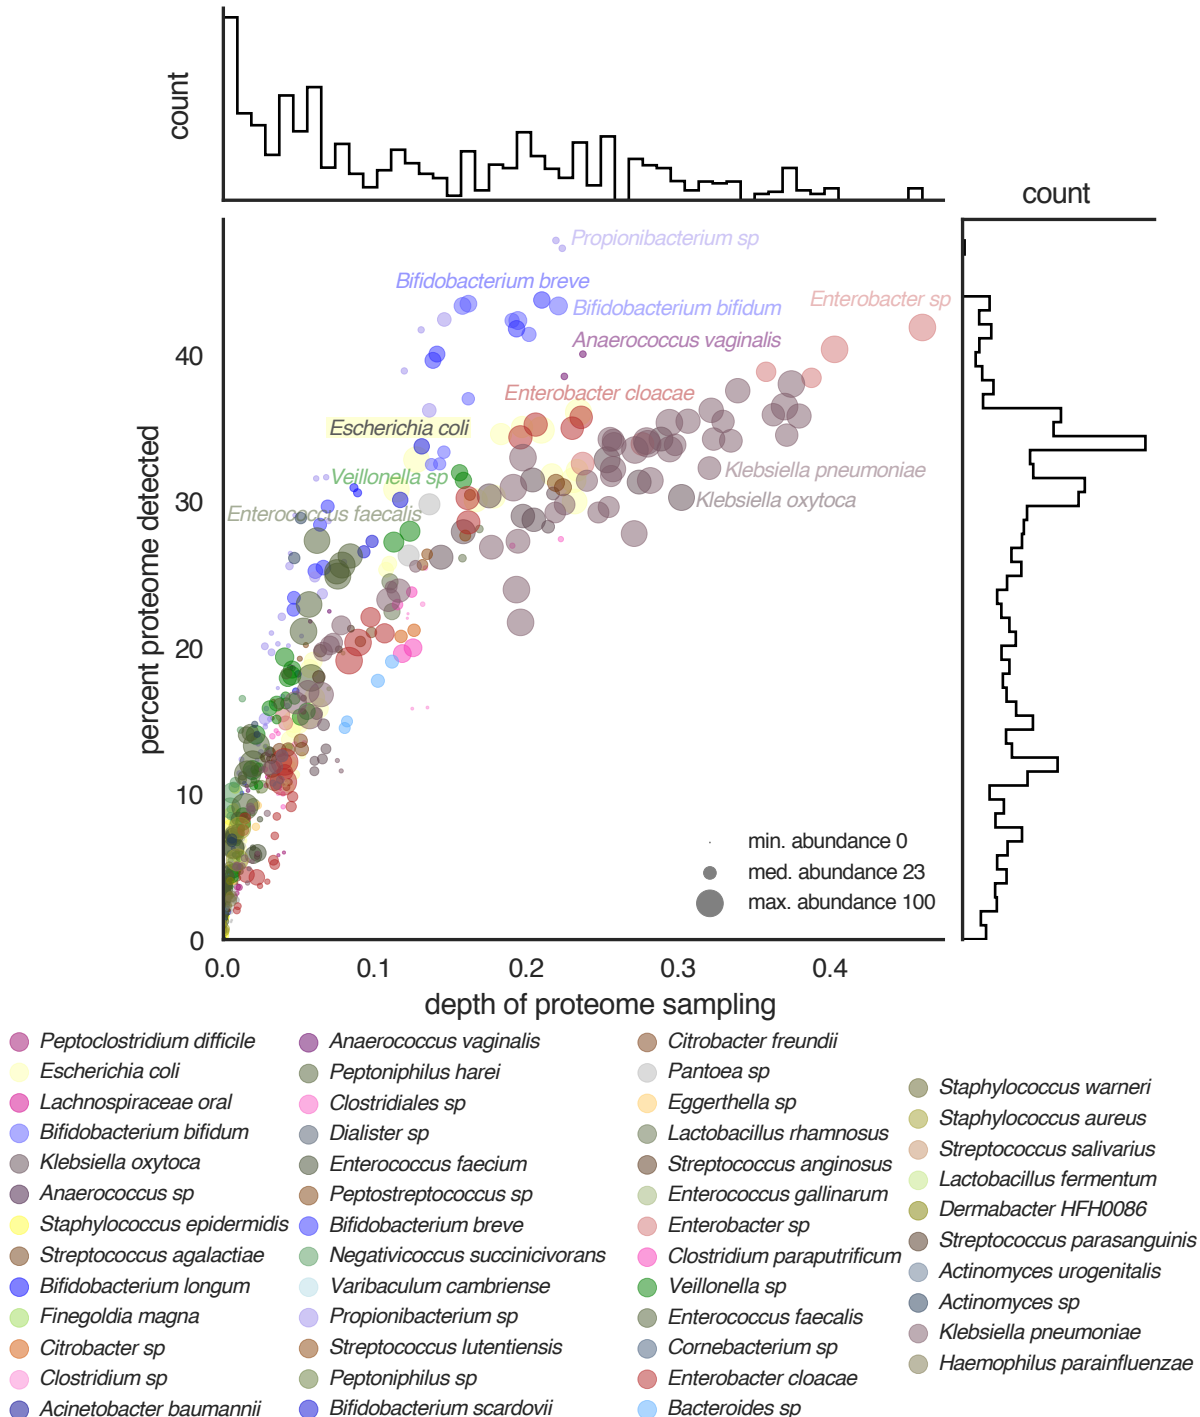 count
count
Propionibacterium sp
Bifidobacterium breve
Enterobacter sp
Bifidobacterium bifidum
Anaerococcus vaginalis
Enterobacter cloacae
Escherichia coli
Veillonella sp
Klebsiella pneumoniae
Klebsiella oxytoca
Enterococcus faecalis
percent proteome detected
40
30
20
10
0
min. abundance 0
med. abundance 23
max. abundance 100
0.0 0.1 0.2 0.3 0.4
depth of proteome sampling
Peptoclostridium difficile
Escherichia coli
Lachnospiraceae oral
Bifidobacterium bifidum
Klebsiella oxytoca
Anaerococcus sp
Staphylococcus epidermidis
Streptococcus agalactiae
Bifidobacterium longum
Finegoldia magna
Citrobacter sp
Clostridium sp
Acinetobacter baumannii
Anaerococcus vaginalis
Peptoniphilus harei
Clostridiales sp
Dialister sp
Enterococcus faecium
Peptostreptococcus sp
Bifidobacterium breve
Negativicoccus succinicivorans
Varibaculum cambriense
Propionibacterium sp
Streptococcus lutentiensis
Peptoniphilus sp
Bifidobacterium scardovii
Citrobacter freundii
Pantoea sp
Eggerthella sp
Lactobacillus rhamnosus
Streptococcus anginosus
Enterococcus gallinarum
Enterobacter sp
Clostridium paraputrificum
Veillonella sp
Enterococcus faecalis
Cornebacterium sp
Enterobacter cloacae
Bacteroides sp
Staphylococcus warneri
Staphylococcus aureus
Streptococcus salivarius
Lactobacillus fermentum
Dermabacter HFH0086
Streptococcus parasanguinis
Actinomyces urogenitalis
Actinomyces sp
Klebsiella pneumoniae
Haemophilus parainfluenzae